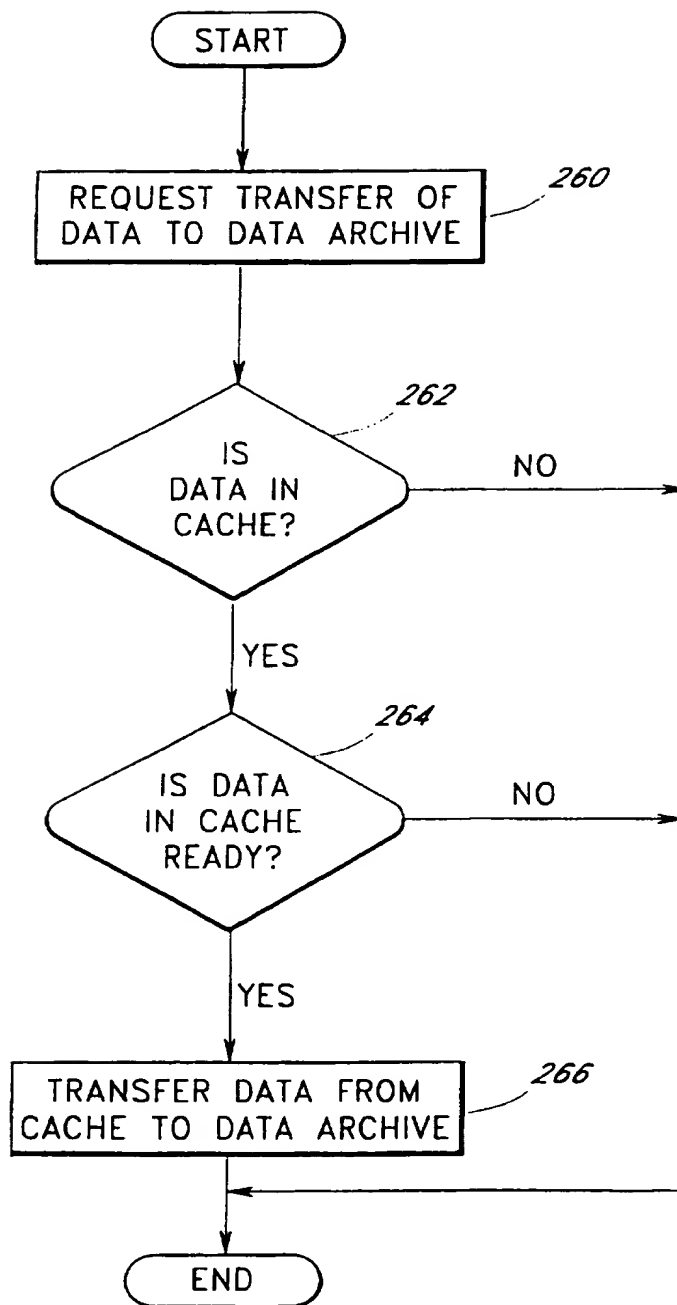 START
REQUEST TRANSFER OF
DATA TO DATA ARCHIVE
260
262
IS
DATA IN
CACHE?
NO
YES
264
IS DATA
IN CACHE
READY?
NO
YES
TRANSFER DATA FROM
CACHE TO DATA ARCHIVE
266
END